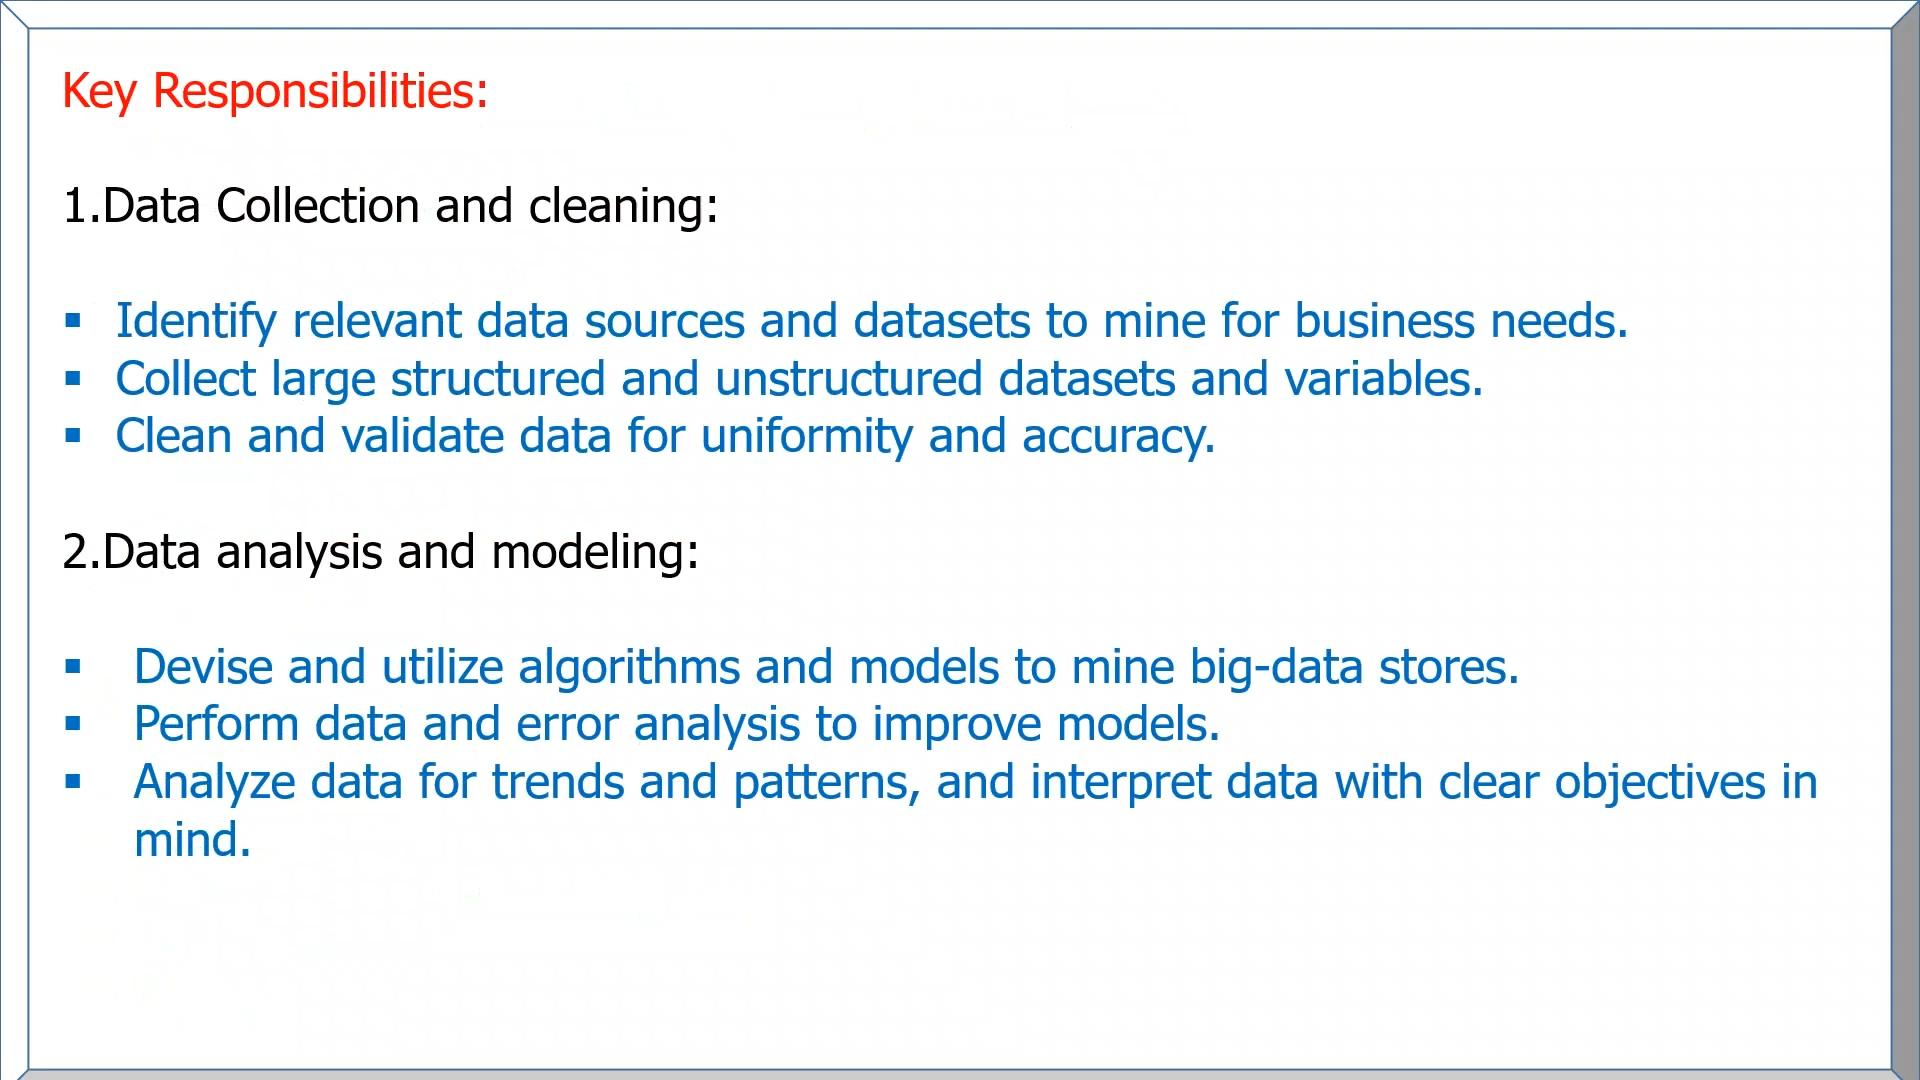 Key Responsibilities:
1.Data Collection and cleaning:
▪ Identify relevant data sources and datasets to mine for business needs.
▪ Collect large structured and unstructured datasets and variables.
▪ Clean and validate data for uniformity and accuracy.
2.Data analysis and modeling:
▪ Devise and utilize algorithms and models to mine big-data stores.
▪ Perform data and error analysis to improve models.
▪ Analyze data for trends and patterns, and interpret data with clear objectives in
mind.